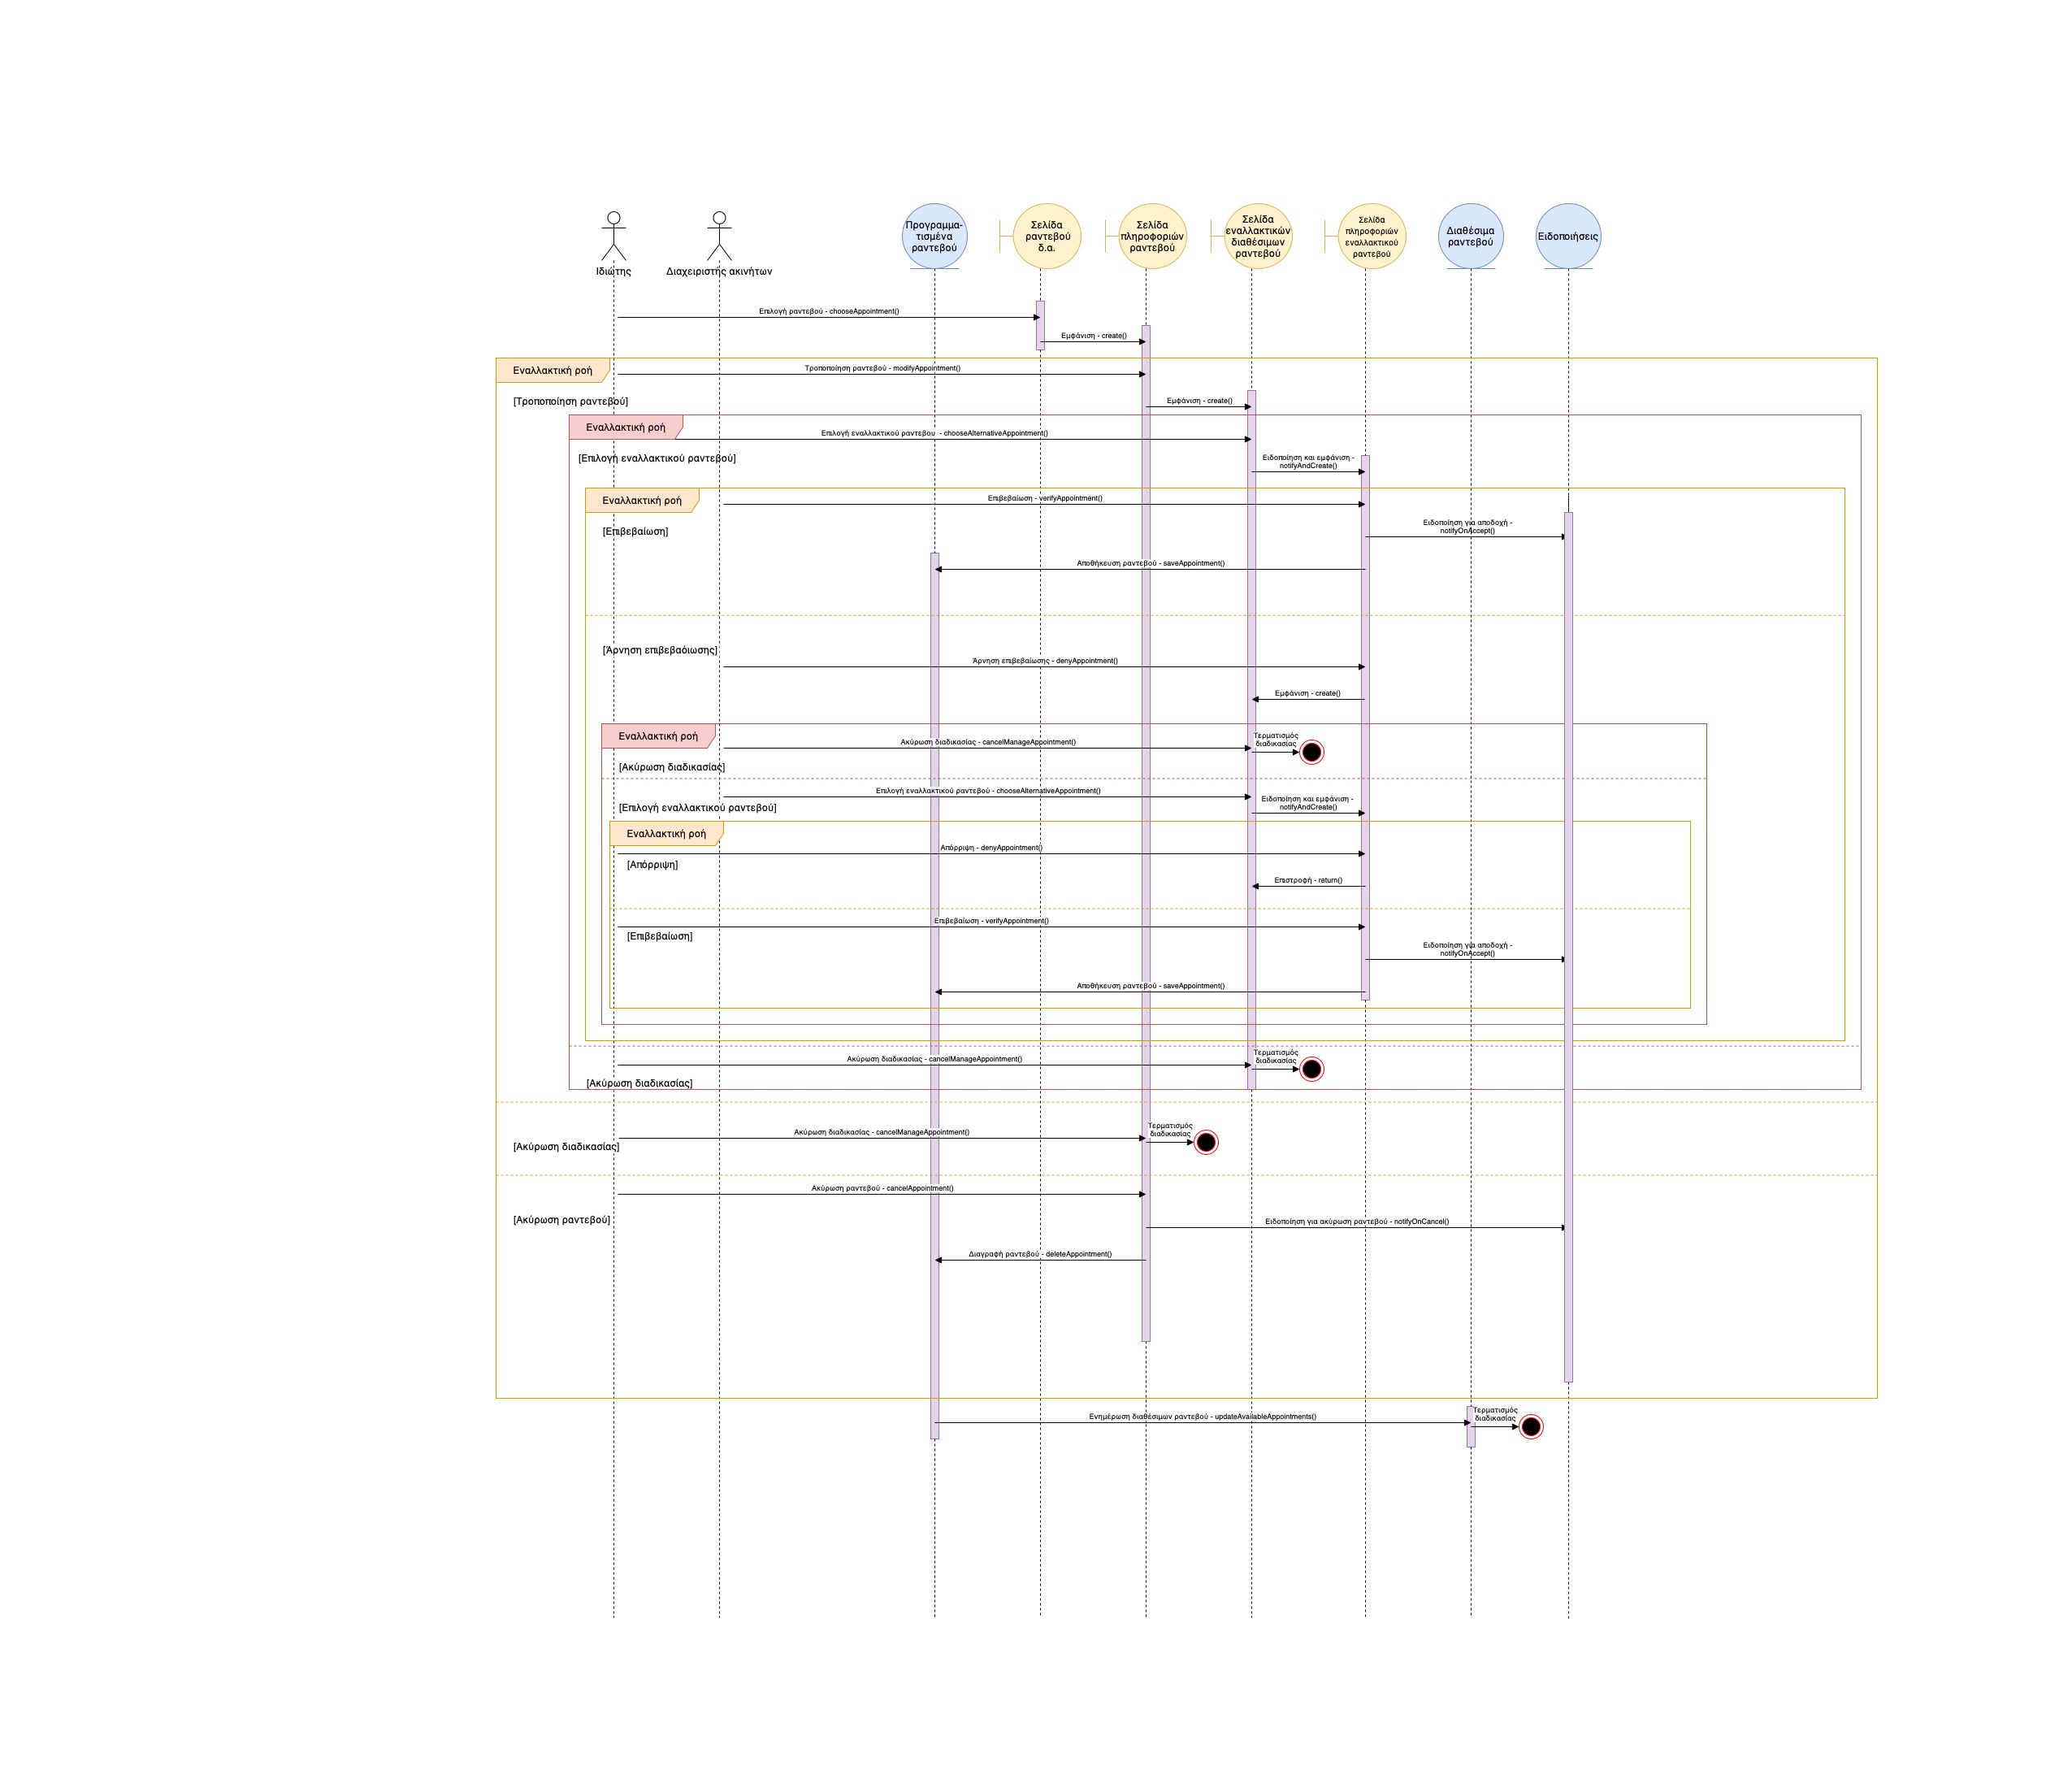 Ιδιώτης
Διαχειριστής ακινήτων
Προγραμμα-
τισμένα
ραντεβού
Σελίδα
ραντεβού
δ.α.
Σελίδα
πληροφοριών
ραντεβού
Σελίδα
εναλλακτικών
διαθέσιμων
ραντεβού
Σελίδα
πληροφοριών
εναλλακτικού
ραντεβού
Διαθέσιμα
ραντεβού
Ειδοποιήσεις
Επιλογή ραντεβού - chooseAppointment()
Εμφάνιση - create()
Εναλλακτική ροή
Τροποποίηση ραντεβού - modifyAppointment()
[Τροποποίηση ραντεβού]
Εμφάνιση - create()
Εναλλακτική ροή
Επιλογή εναλλακτικού ραντεβου - chooseAlternativeAppointment()
[Επιλογή εναλλακτικού ραντεβού]
Ειδοποίηση και εμφάνιση -
notifyAndCreate()
Εναλλακτική ροή
Επιβεβαίωση - verifyAppointment()
[Επιβεβαίωση]
Ειδοποίηση για αποδοχή -
notifyOnAccept()
Αποθήκευση ραντεβού - saveAppointment()
[Άρνηση επιβεβαόιωσης]
Άρνηση επιβεβαίωσης - denyAppointment()
Εμφάνιση - create()
Εναλλακτική ροή
Ακύρωση διαδικασίας - cancelManageAppointment()
Τερματισμός
διαδικασίας
[Ακύρωση διαδικασίας]
Επιλογή εναλλακτικού ραντεβού - chooseAlternativeAppointment()
[Επιλογή εναλλακτικού ραντεβού]
Ειδοποίηση και εμφάνιση -
notifyAndCreate()
Εναλλακτική ροή
Απόρριψη - denyAppointment()
[Απόρριψη]
Επιστροφή - return()
Επιβεβαίωση - verifyAppointment()
[Επιβεβαίωση]
Ειδοποίηση για αποδοχή -
notifyOnAccept()
Αποθήκευση ραντεβού - saveAppointment()
Ακύρωση διαδικασίας - cancelManageAppointment()
Τερματισμός
διαδικασίας
[Ακύρωση διαδικασίας]
Ακύρωση διαδικασίας - cancelManageAppointment()
Τερματισμός
διαδικασίας
[Ακύρωση διαδικασίας]
Ακύρωση ραντεβού - cancelAppointment()
[Ακύρωση ραντεβού]
Ειδοποίηση για ακύρωση ραντεβού - notifyOnCancel()
Διαγραφή ραντεβού - deleteAppointment()
Ενημέρωση διαθέσιμων ραντεβού - updateAvailableAppointments()
Τερματισμός
διαδικασίας